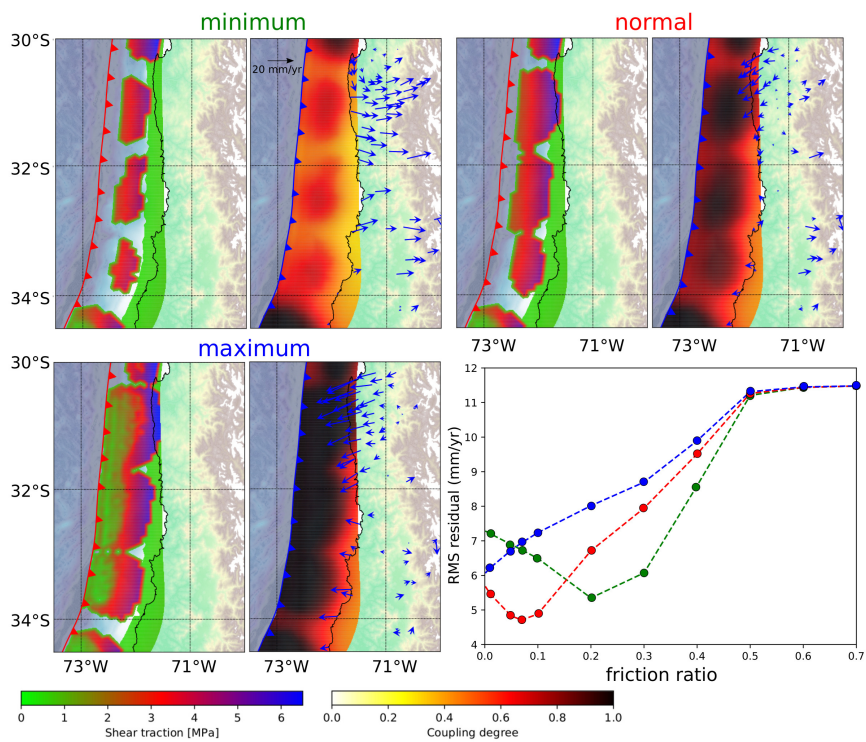 minimum
normal
30°S
32°S
34°S
20 mm/yr
73°W
71°W
73°W
71°W
maximum
30°S
32°S
34°S
73°W
71°W
73°W
71°W
RMS residual (mm/yr)
12
11
10
9
8
7
6
5
4
0.0
0.1
0.2
0.3
0.4
0.5
0.6
0.7
friction ratio
0
1
2
3
4
5
6
Shear traction [MPa]
0.0
0.2
0.4
0.6
0.8
1.0
Coupling degree